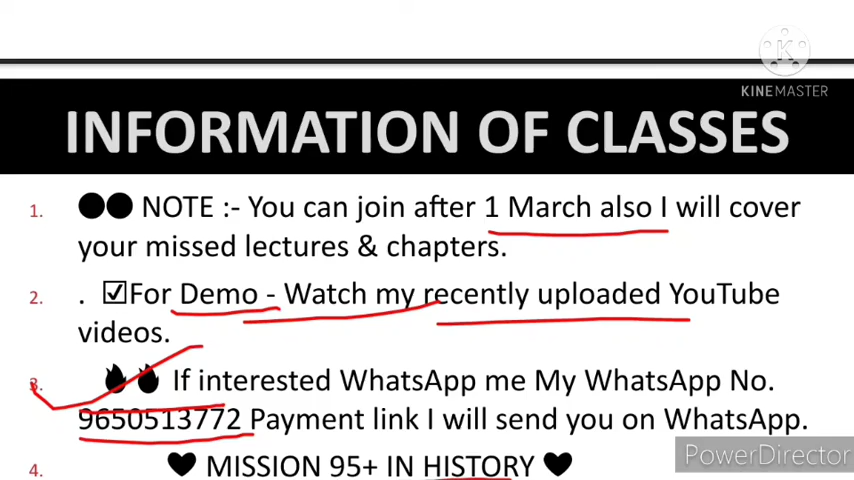 K
KINEMASTER
INFORMATION OF CLASSES
1. ●● NOTE :- You can join after 1 March also I will cover
your missed lectures & chapters.
2. . ☑For Demo - Watch my recently uploaded YouTube
videos.
3. If interested WhatsApp me My WhatsApp No.
9650513772 Payment link I will send you on WhatsApp.
4. ♥ MISSION 95+ IN HISTORY ♥
PowerDirector